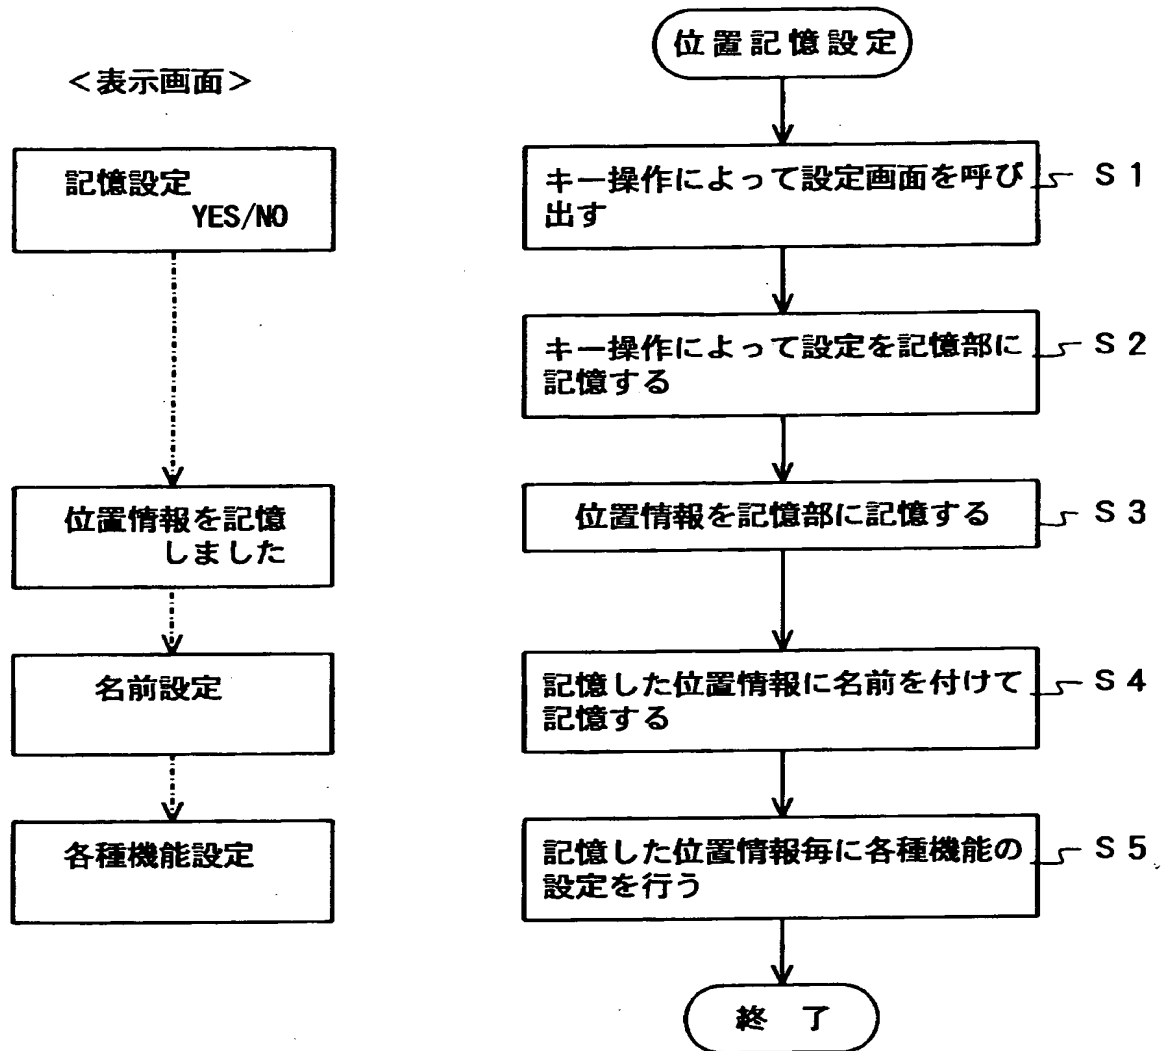 位置記憶設定
<表示画面>
記憶設定
YES/NO
キー操作によって設定画面を呼び
出す
S1
キー操作によって設定を記憶部に
記憶する
S2
位置情報を記憶
しました
位置情報を記憶部に記憶する
S3
名前設定
記憶した位置情報に名前を付けて
記憶する
S4
各種機能設定
記憶した位置情報毎に各種機能の
設定を行う
S5
終了